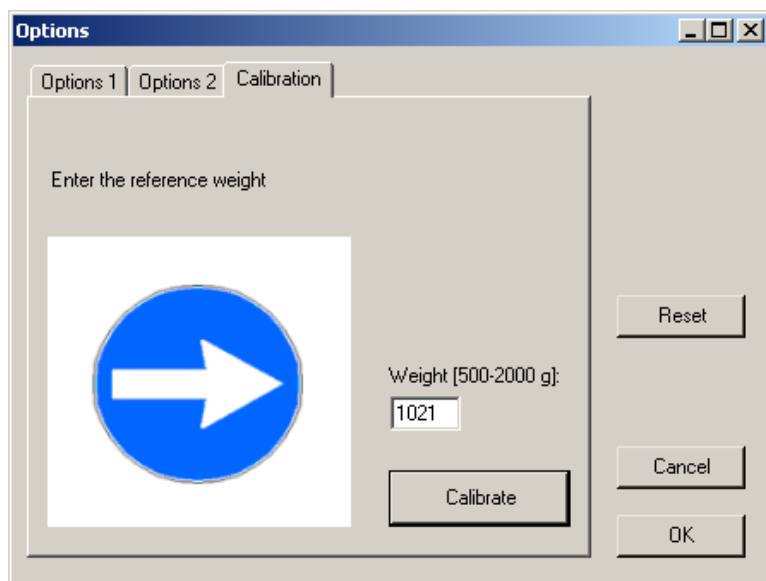 Options
Options 1 Options 2 Calibration
Enter the reference weight
Reset
Weight [500-2000 g]:
1021
Cancel
Calibrate
OK